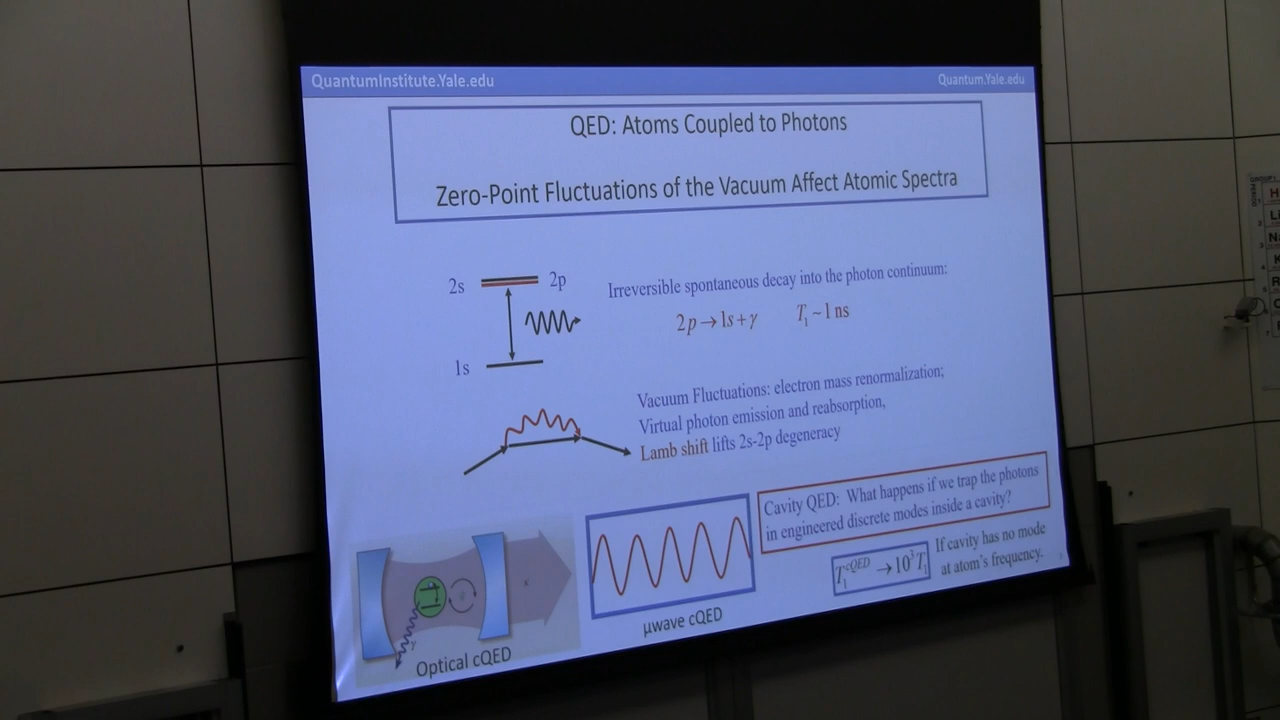 QuantumInstitute.Yale.edu
Quantum.Yale.edu
QED: Atoms Coupled to Photons
Zero-Point Fluctuations of the Vacuum Affect Atomic Spectra
2s
2p
1s
Irreversible spontaneous decay into the photon continuum:
2p→1s+γ T₁ ~ 1 ns
Vacuum Fluctuations: electron mass renormalization;
Virtual photon emission and reabsorption,
Lamb shift lifts 2s-2p degeneracy
Cavity QED: What happens if we trap the photons
in engineered discrete modes inside a cavity?
T₁^cQED → 10³T₁
If cavity has no mode
at atom's frequency.
κ
Optical cQED
μwave cQED
GROUP
PERIOD
H